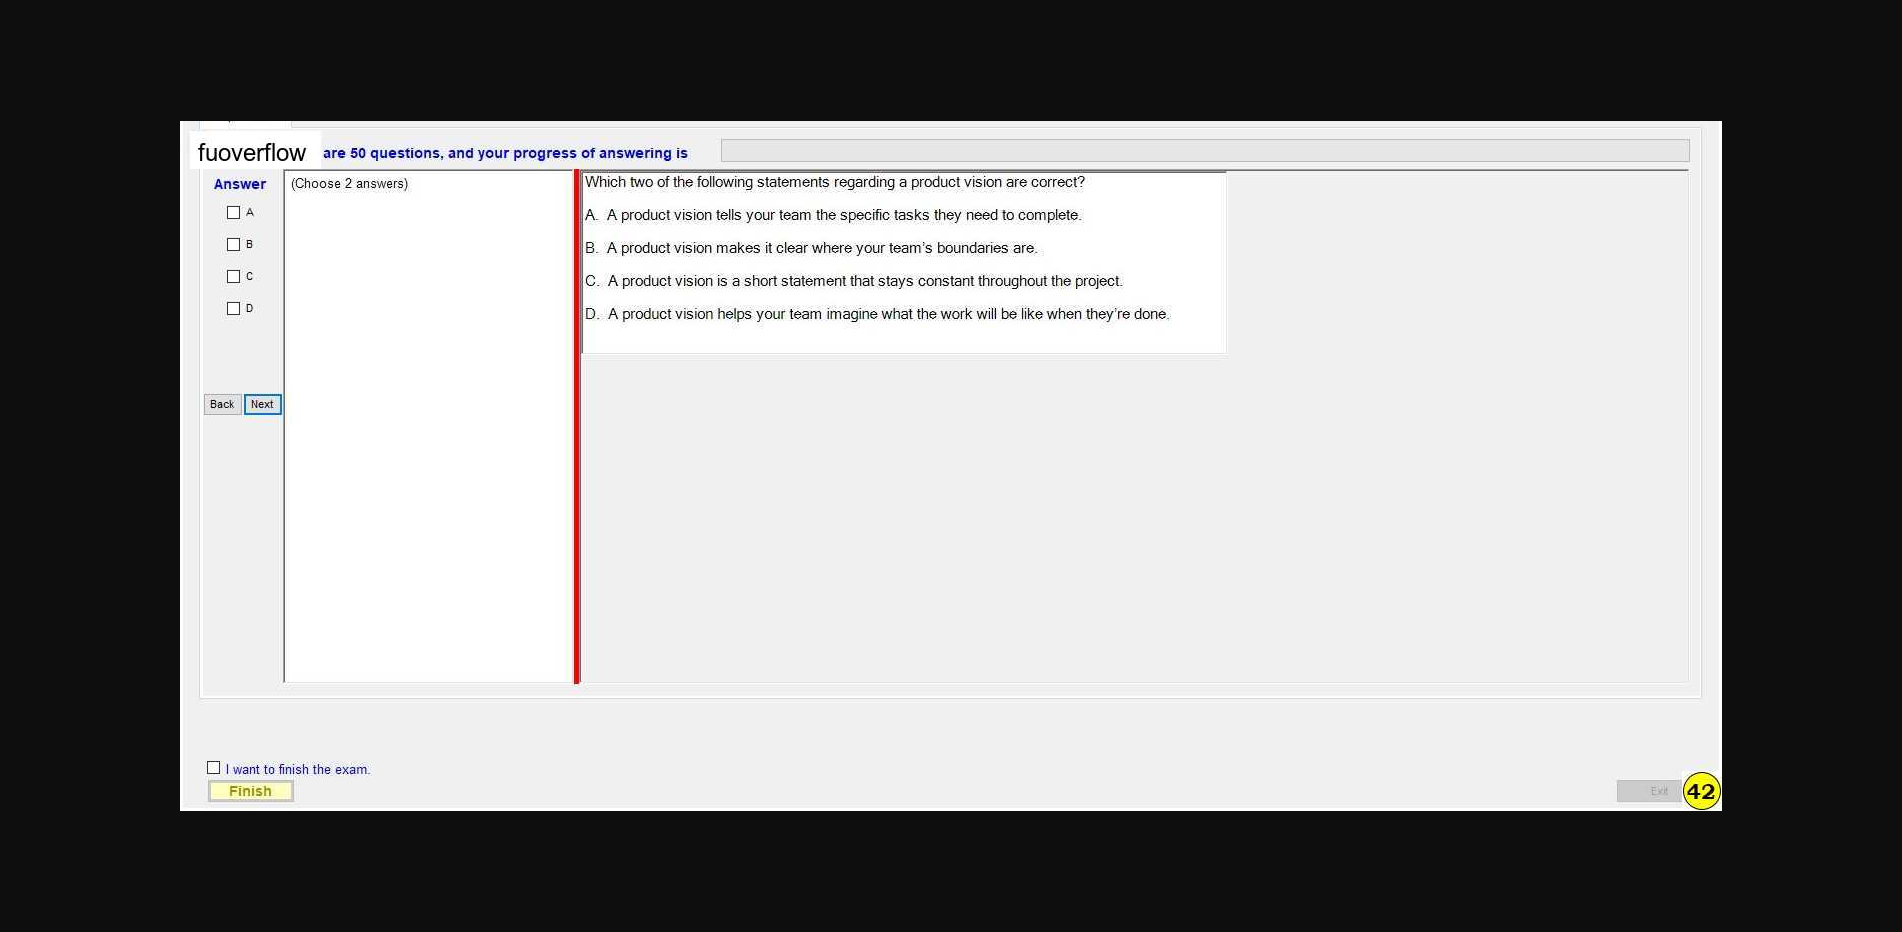 fuoverflow are 50 questions, and your progress of answering is
Answer
(Choose 2 answers)
A
B
C
D
Back Next
Which two of the following statements regarding a product vision are correct?
A. A product vision tells your team the specific tasks they need to complete.
B. A product vision makes it clear where your team's boundaries are.
C. A product vision is a short statement that stays constant throughout the project.
D. A product vision helps your team imagine what the work will be like when they're done.
I want to finish the exam.
Finish
Exit
42